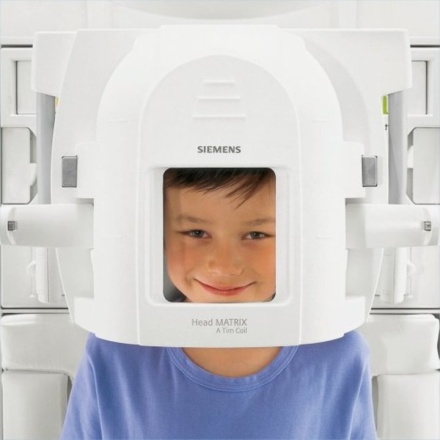 SIEMENS
Head MATRIX
A Tim Coil